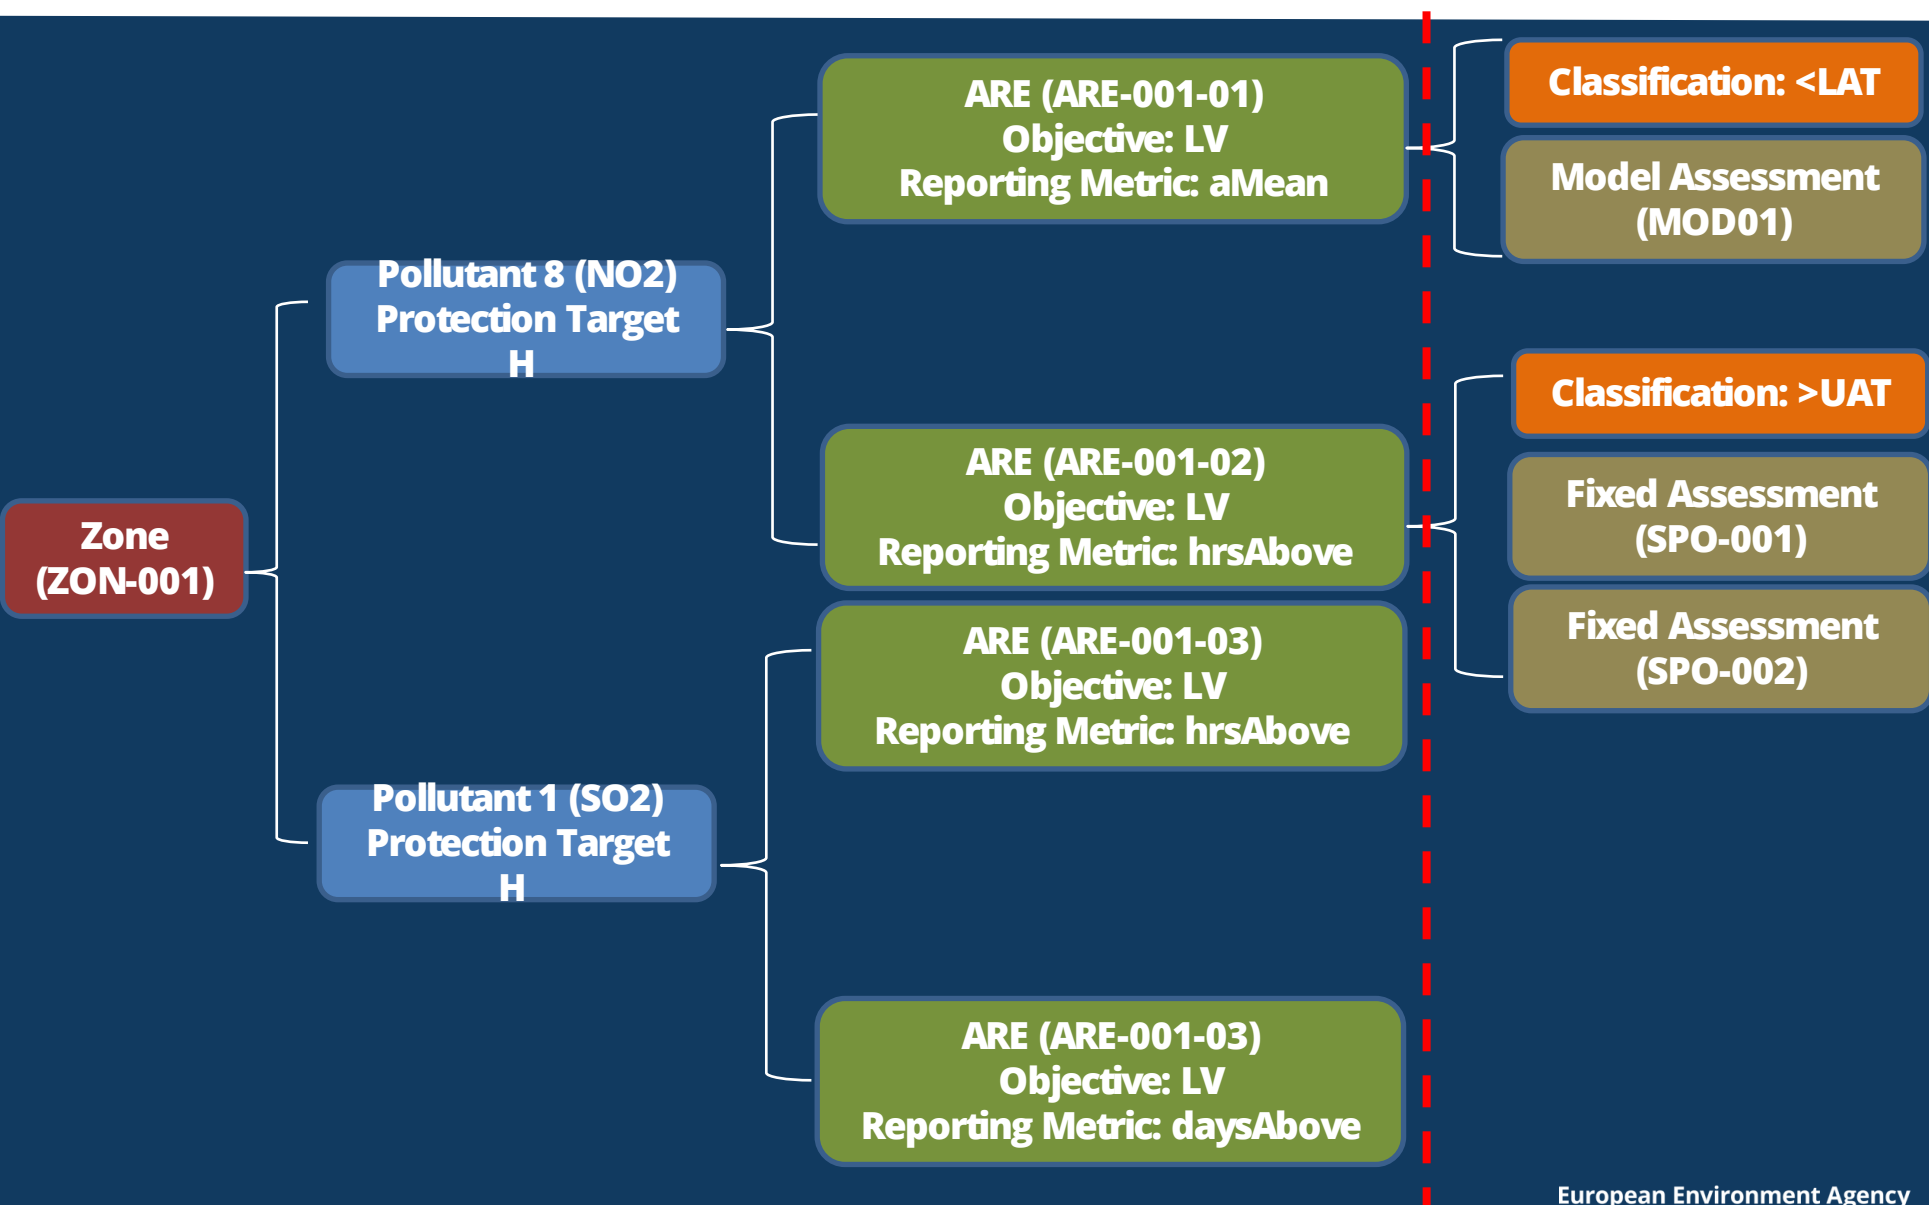 Zone
(ZON-001)
Pollutant 8 (NO2)
Protection Target
H
Pollutant 1 (SO2)
Protection Target
H
ARE (ARE-001-01)
Objective: LV
Reporting Metric: aMean
ARE (ARE-001-02)
Objective: LV
Reporting Metric: hrsAbove
ARE (ARE-001-03)
Objective: LV
Reporting Metric: hrsAbove
ARE (ARE-001-03)
Objective: LV
Reporting Metric: daysAbove
Classification: <LAT
Model Assessment
(MOD01)
Classification: >UAT
Fixed Assessment
(SPO-001)
Fixed Assessment
(SPO-002)
European Environment Agency